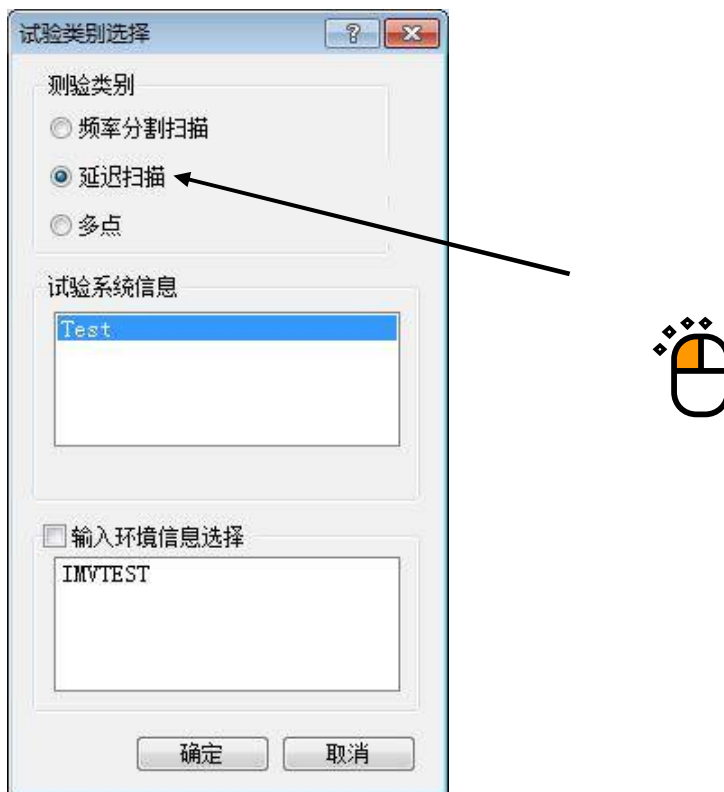 试验类别选择
?
测验类别
频率分割扫描
延迟扫描
多点
试验系统信息
Test
输入环境信息选择
IMVTEST
确定 取消